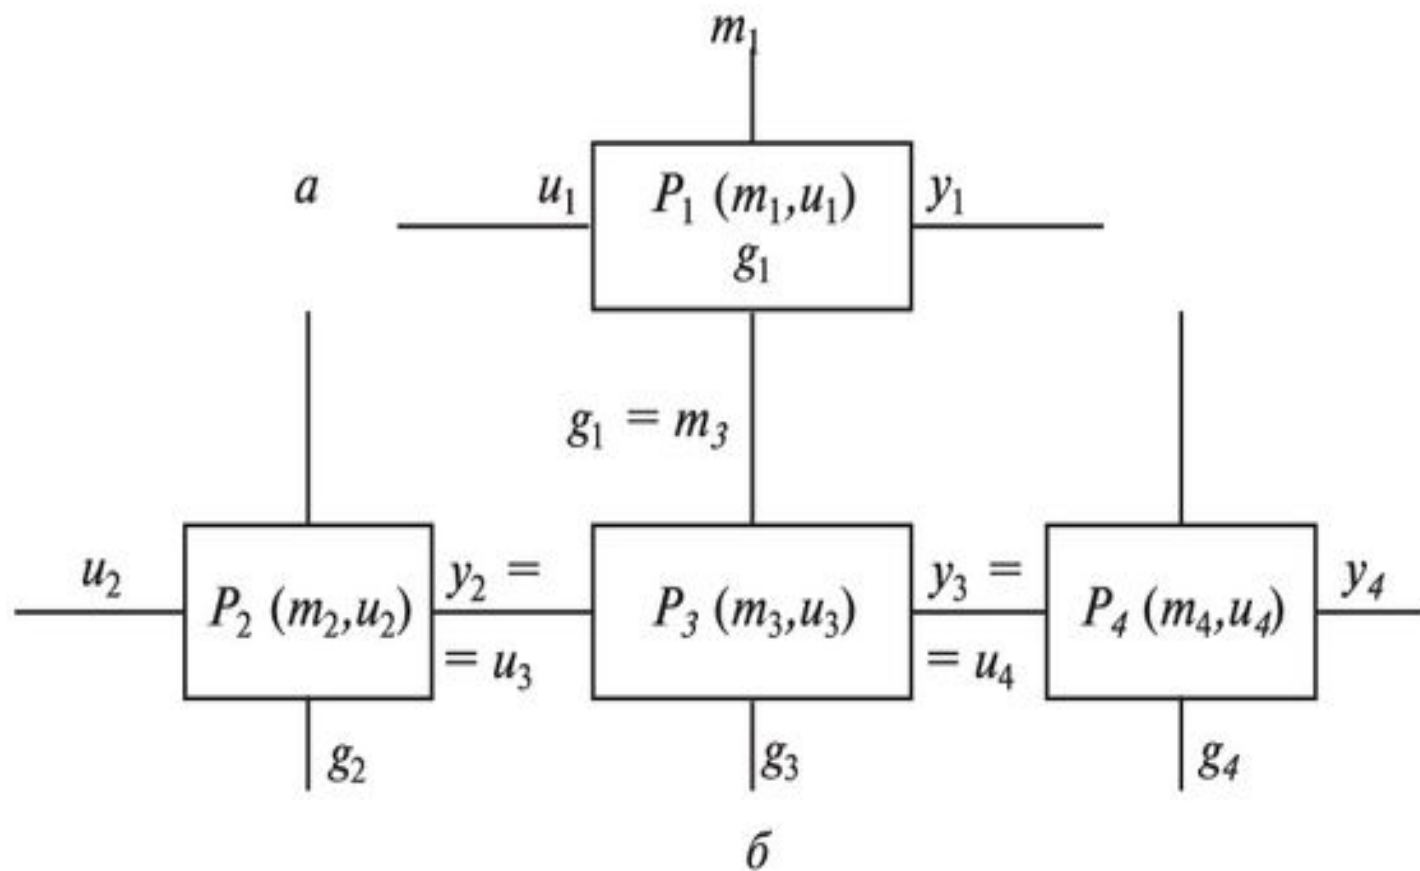 m₁
а u₁ P₁ (m₁,u₁) y₁
g₁
g₁ = m₃
u₂ P₂ (m₂,u₂) y₂ = P₃ (m₃,u₃) y₃ = P₄ (m₄,u₄) y₄
= u₃ = u₄
g₂ g₃ g₄
б